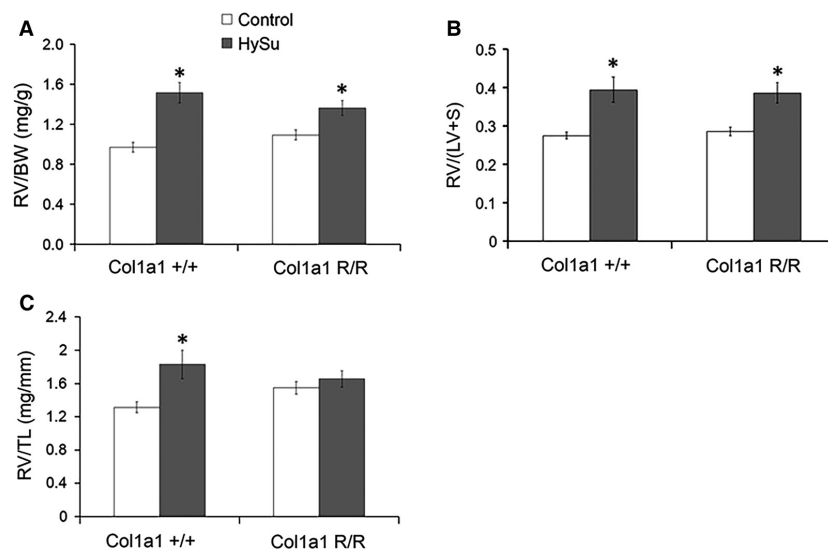 A
Control
HySu
RV/BW (mg/g)
2.0
1.6
1.2
0.8
0.4
0.0
*
*
Col1a1 +/+
Col1a1 R/R
B
RV/(LV+S)
0.5
0.4
0.3
0.2
0.1
0
*
*
Col1a1 +/+
Col1a1 R/R
C
RV/TL (mg/mm)
2.4
2
1.6
1.2
0.8
0.4
0
*
Col1a1 +/+
Col1a1 R/R